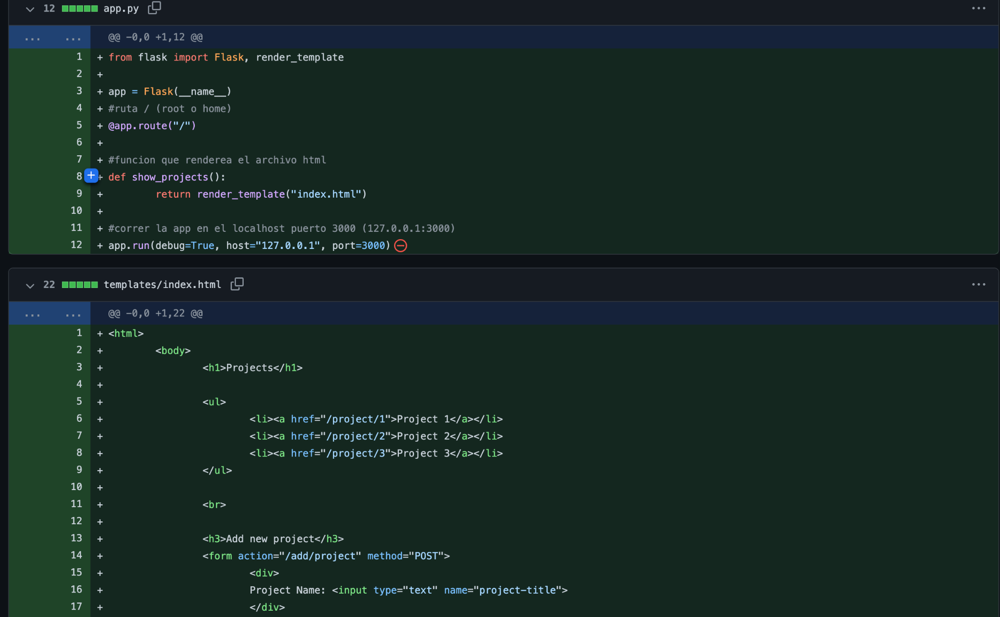 12 app.py
... ... @@ -0,0 +1,12 @@
1 + from flask import Flask, render_template
2 +
3 + app = Flask(__name__)
4 + #ruta / (root o home)
5 + @app.route("/")
6 +
7 + #funcion que renderea el archivo html
8 + def show_projects():
9 + return render_template("index.html")
10 +
11 + #correr la app en el localhost puerto 3000 (127.0.0.1:3000)
12 + app.run(debug=True, host="127.0.0.1", port=3000)
22 templates/index.html
... ... @@ -0,0 +1,22 @@
1 + <html>
2 + <body>
3 + <h1>Projects</h1>
4 +
5 + <ul>
6 + <li><a href="/project/1">Project 1</a></li>
7 + <li><a href="/project/2">Project 2</a></li>
8 + <li><a href="/project/3">Project 3</a></li>
9 + </ul>
10 +
11 + <br>
12 +
13 + <h3>Add new project</h3>
14 + <form action="/add/project" method="POST">
15 + <div>
16 + Project Name: <input type="text" name="project-title">
17 + </div>